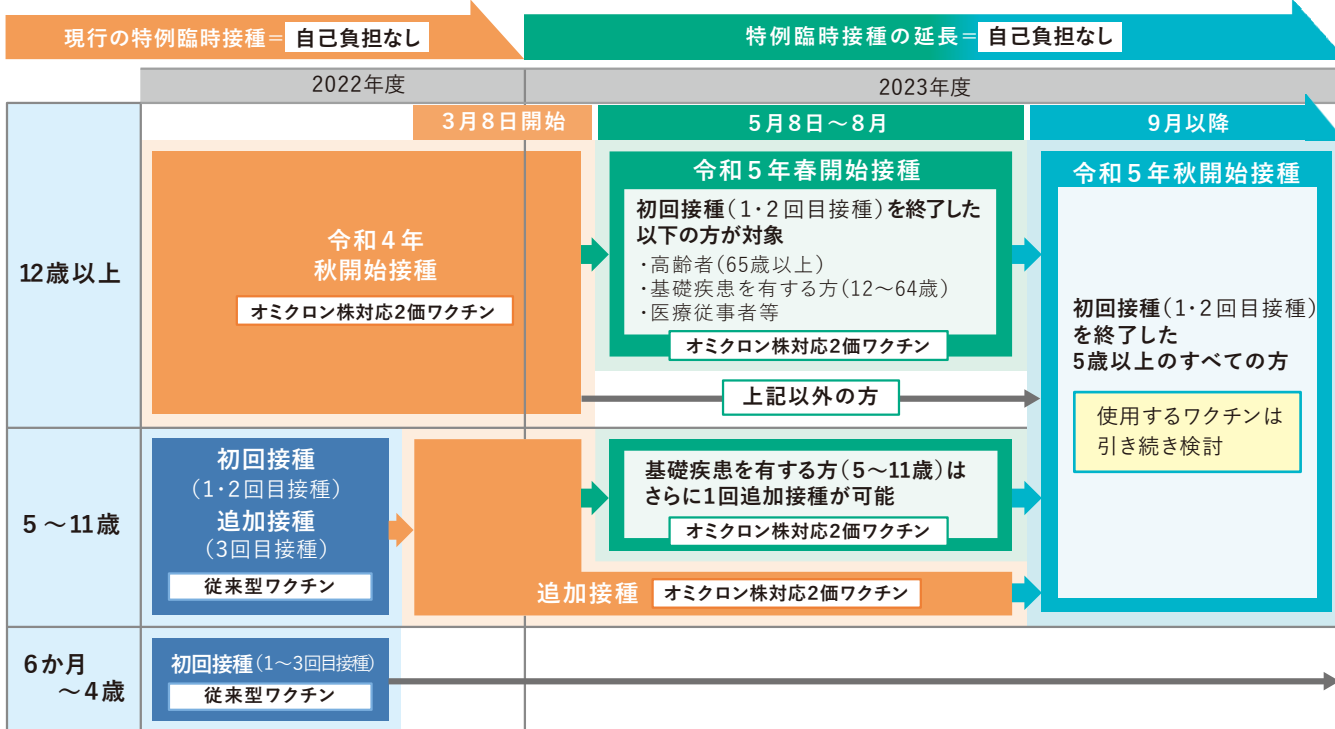 現行の特例臨時接種＝ 自己負担なし
特例臨時接種の延長＝ 自己負担なし
2022年度
2023年度
3月8日開始
5月8日～8月
9月以降
12歳以上
令和4年
秋開始接種
オミクロン株対応2価ワクチン
令和5年春開始接種
初回接種(1・2回目接種)を終了した
以下の方が対象
・高齢者(65歳以上)
・基礎疾患を有する方(12～64歳)
・医療従事者等
オミクロン株対応2価ワクチン
上記以外の方
令和5年秋開始接種
初回接種(1・2回目接種)
を終了した
5歳以上のすべての方
使用するワクチンは
引き続き検討
5～11歳
初回接種
(1・2回目接種)
追加接種
(3回目接種)
従来型ワクチン
基礎疾患を有する方(5～11歳)は
さらに1回追加接種が可能
オミクロン株対応2価ワクチン
追加接種 オミクロン株対応2価ワクチン
6か月
～4歳
初回接種(1～3回目接種)
従来型ワクチン